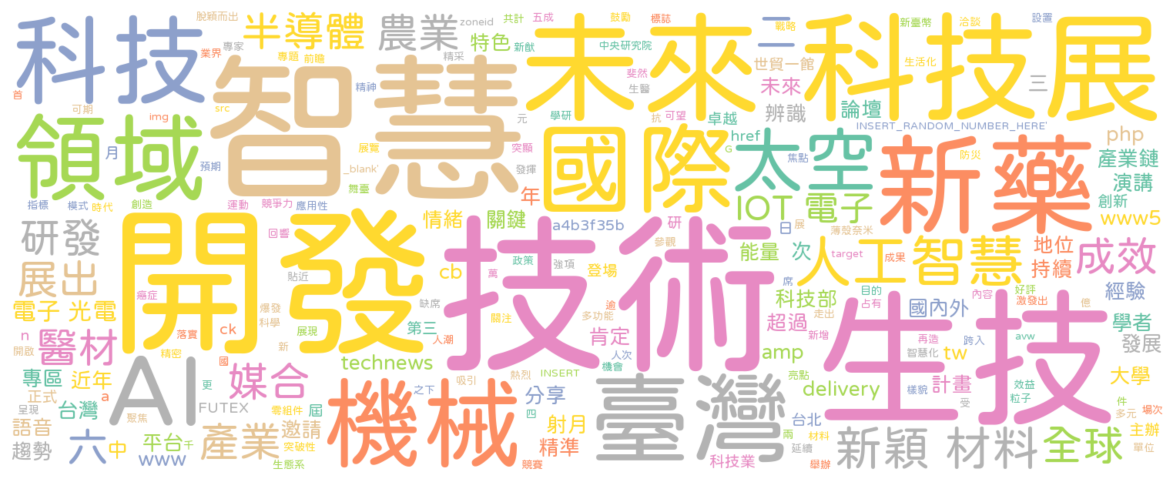 科技
脫穎而出
業界
專家
半導體
專題
前瞻
農業
精采
zoneid
特色
共計
新創
五成
學研
鼓勵
中央研究院
未來
標誌
斐然
生醫
可望
抗
戰略
二
世貿一館
未來
辨識
新臺幣
生活化
洽談
三
設置
科技展
論壇
卓越
href
焦點
INSERT_RANDOM_NUMBER_HERE'
php
產業鏈
演講
創新
www5
首
可期
img
src
精神
智慧
元
展覽
_blank'
舞臺
突顯
發揮
國際
G
太空
防災
新藥
領域
月
預期
指標
模式
時代
創造
運動
競爭力
應用性
年
IOT
電子
日
展
薄殼奈米
研發
展出
開發
回響
情緒
關鍵
a4b3f35b
技術
研
參觀
能量
次
target
成果
人工智慧
地位
持續
成效
貼近
cb
政策
萬
強項
登場
電子
光電
癌症
爆發
科學
缺席
關注
多功能
逾
席
科技部
目的
占有
走出
內容
國內外
好評
激發出
億
經驗
n
開啟
醫材
落實
精密
ck
國
新
展現
人潮
第三
肯定
超過
新增
再造
智慧化
跨入
avw
學者
發展
technews
人次
機會
amp
生技
tw
專區
近年
a
正式
更
AI
媒合
之下
吸引
熱烈
INSERT
分享
臺灣
亮點
delivery
樣貌
計畫
受
效益
粒子
大學
呈現
台灣
聚焦
FUTEX
零組件
屆
機械
四
射月
台北
兩
件
多元
場次
語音
趨勢
六
中
平台
千
www
產業
邀請
突破性
生態系
競賽
精準
科技業
延續
材料
舉辦
新穎
材料
全球
主辦
單位